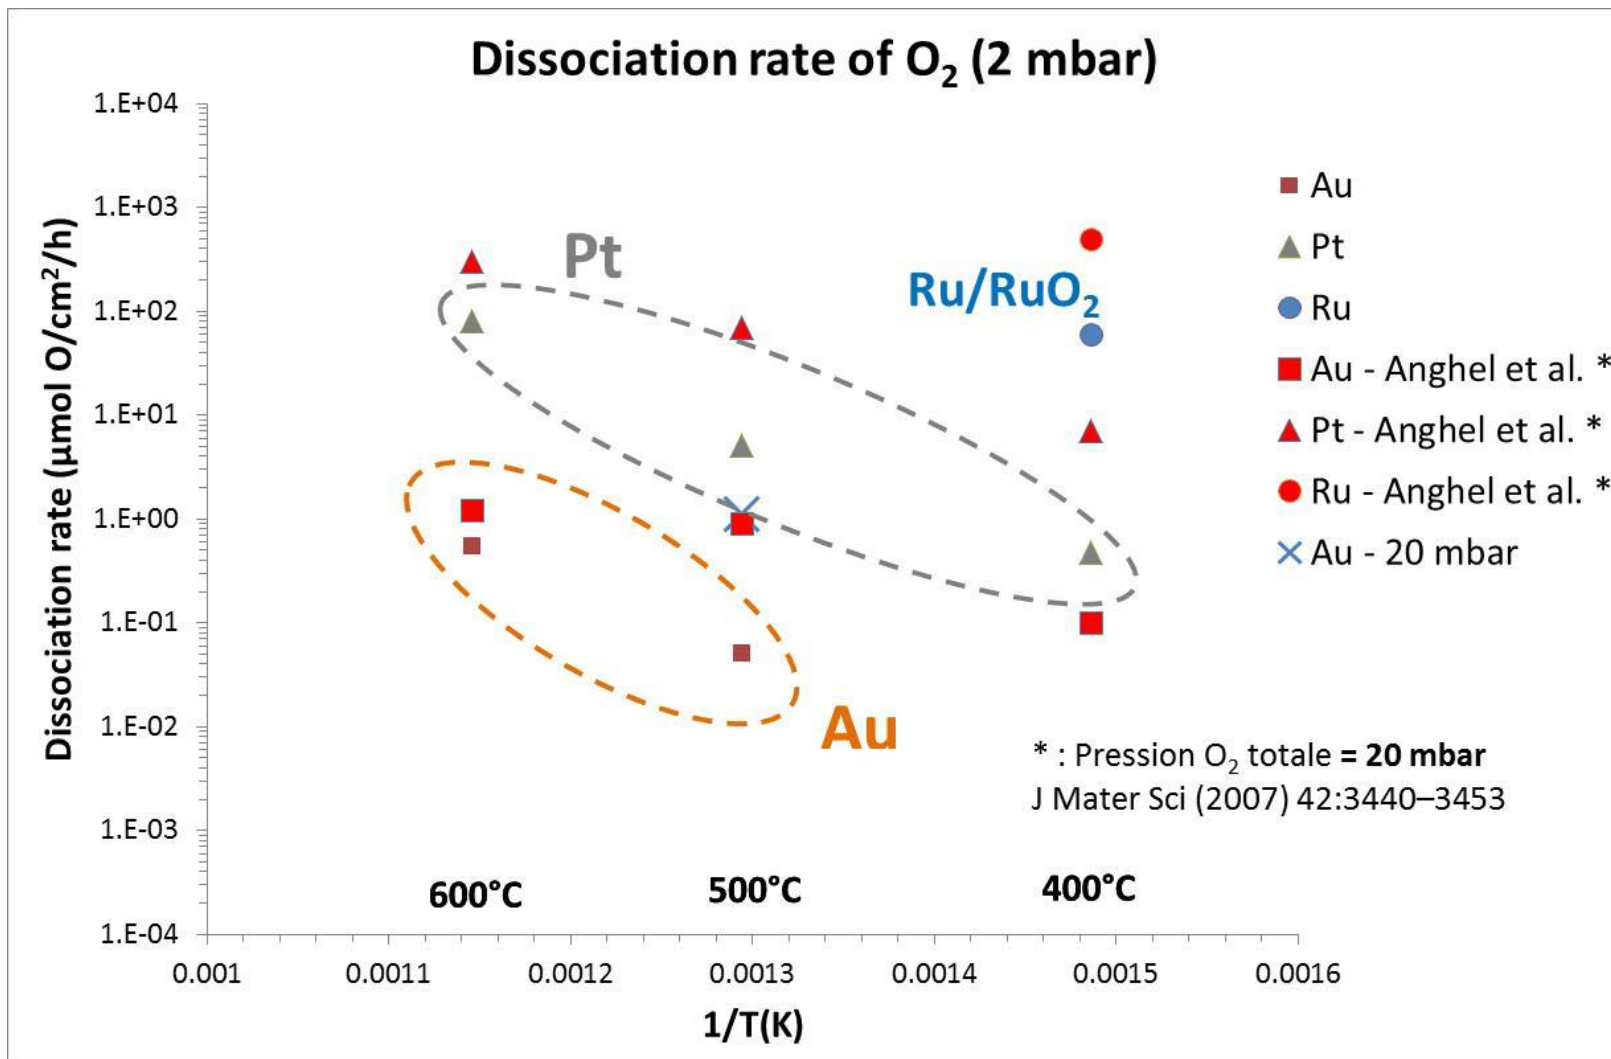 Dissociation rate of O₂ (2 mbar)
Dissociation rate (µmol O/cm²/h)
1.E+04
1.E+03
1.E+02
1.E+01
1.E+00
1.E-01
1.E-02
1.E-03
1.E-04
Pt
Ru/RuO₂
Au
Au
Pt
Ru
Au - Anghel et al. *
Pt - Anghel et al. *
Ru - Anghel et al. *
Au - 20 mbar
* : Pression O₂ totale = 20 mbar
J Mater Sci (2007) 42:3440–3453
600°C 500°C 400°C
0.001 0.0011 0.0012 0.0013 0.0014 0.0015 0.0016
1/T(K)